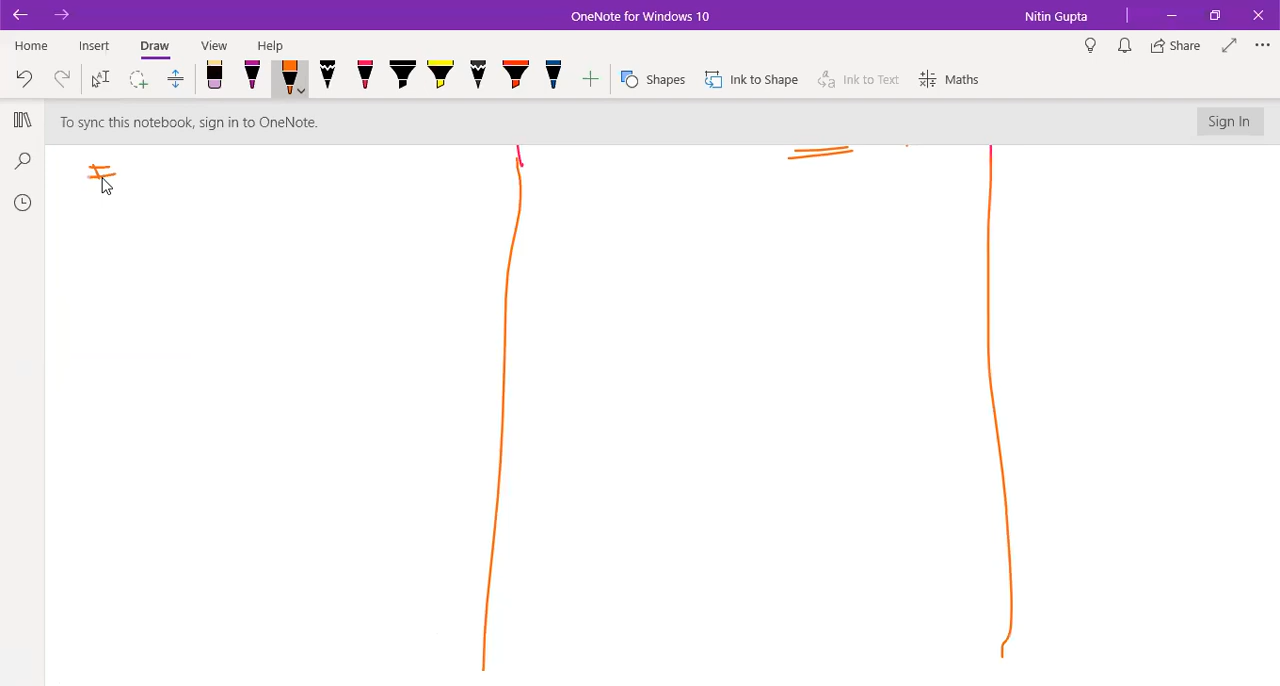 OneNote for Windows 10
Nitin Gupta
Home Insert Draw View Help
Share
Shapes Ink to Shape Ink to Text Maths
To sync this notebook, sign in to OneNote.
Sign In